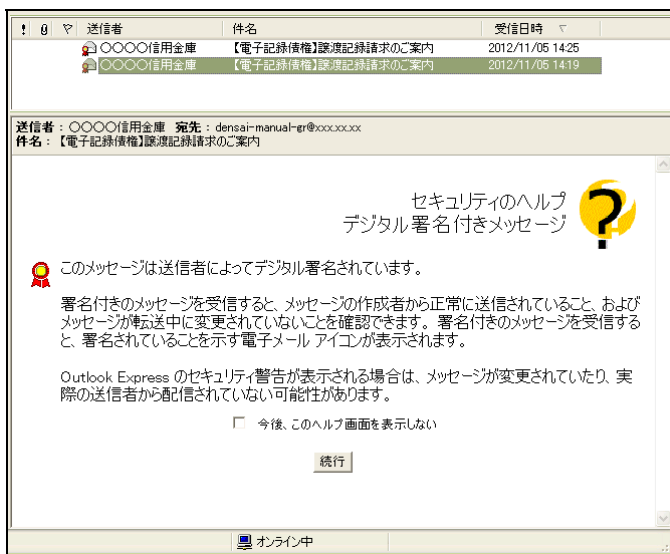 ! 送信者 件名 受信日時
〇〇〇〇信用金庫 【電子記録債権】譲渡記録請求のご案内 2012/11/05 14:25
〇〇〇〇信用金庫 【電子記録債権】譲渡記録請求のご案内 2012/11/05 14:19
送信者：〇〇〇〇信用金庫 宛先：densai-manual-gr@xxx.xx.xx
件名：【電子記録債権】譲渡記録請求のご案内
セキュリティのヘルプ
デジタル署名付きメッセージ
このメッセージは送信者によってデジタル署名されています。
署名付きのメッセージを受信すると、メッセージの作成者から正常に送信されていること、および
メッセージが転送中に変更されていないことを確認できます。署名付きのメッセージを受信する
と、署名されていることを示す電子メール アイコンが表示されます。
Outlook Express のセキュリティ警告が表示される場合は、メッセージが変更されていたり、実
際の送信者から配信されていない可能性があります。
今後、このヘルプ画面を表示しない
続行
オンライン中